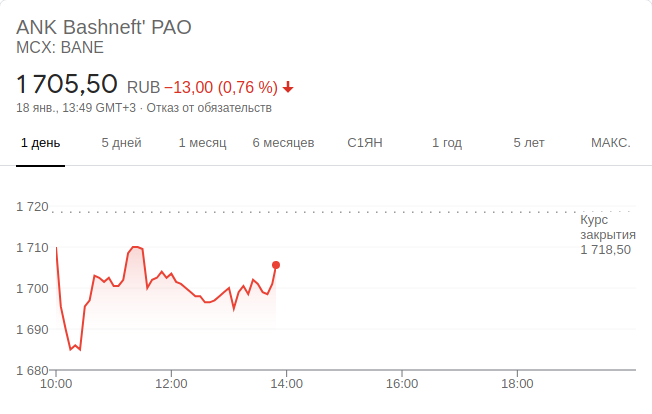 ANK Bashneft' PAO
MCX: BANE
1 705,50 RUB −13,00 (0,76 %)
18 янв., 13:49 GMT+3 · Отказ от обязательств
1 день 5 дней 1 месяц 6 месяцев С1ЯН 1 год 5 лет МАКС.
1 720
Курс
закрытия
1 718,50
1 710
1 700
1 690
1 680
10:00 12:00 14:00 16:00 18:00